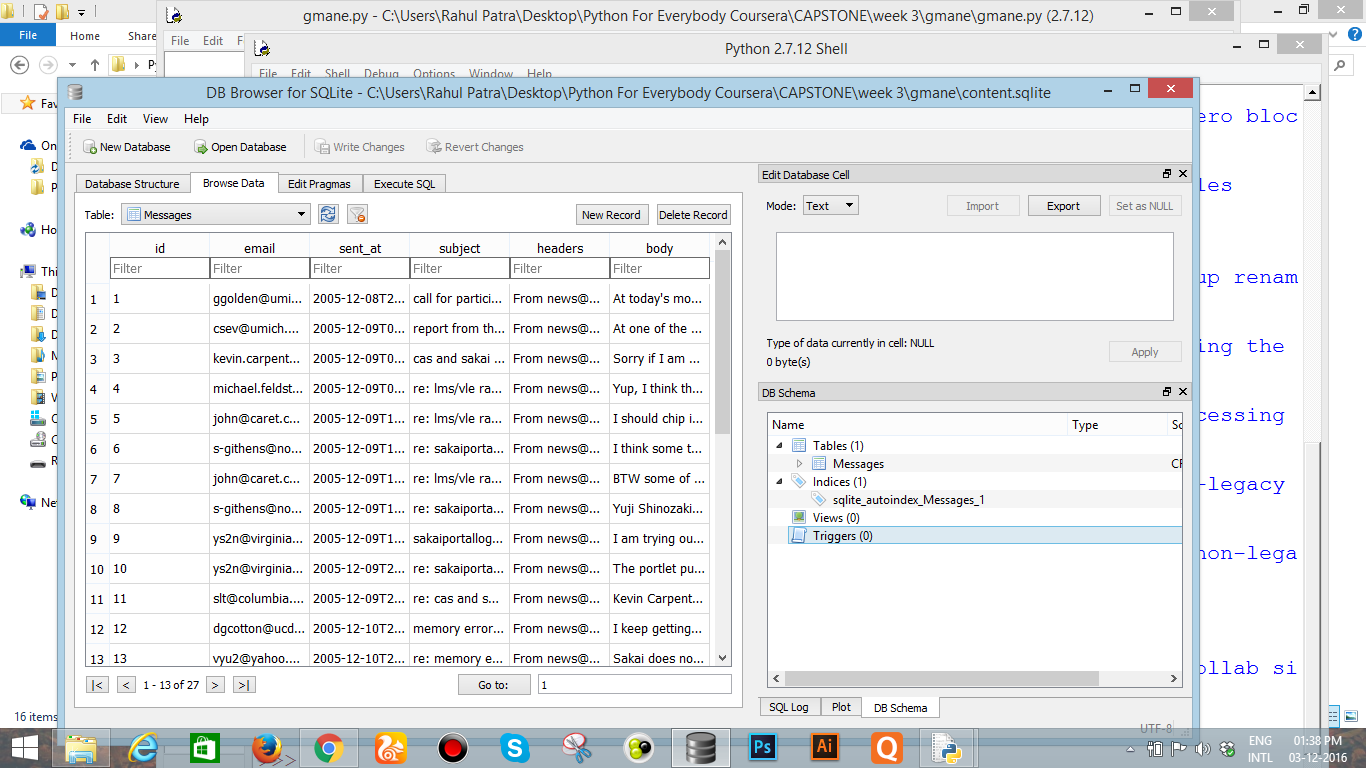 gmane.py - C:\Users\Rahul Patra\Desktop\Python For Everybody Coursera\CAPSTONE\week 3\gmane\gmane.py (2.7.12)
File Home Share
File Edit
Python 2.7.12 Shell
File Edit Shell Debug Options Window Help
DB Browser for SQLite - C:\Users\Rahul Patra\Desktop\Python For Everybody Coursera\CAPSTONE\week 3\gmane\content.sqlite
File Edit View Help
New Database Open Database Write Changes Revert Changes
Database Structure Browse Data Edit Pragmas Execute SQL
Table: Messages New Record Delete Record
id email sent_at subject headers body
Filter Filter Filter Filter Filter Filter
1 1 ggolden@umi... 2005-12-08T2... call for partici... From news@... At today's mo...
2 2 csev@umich.... 2005-12-09T0... report from th... From news@... At one of the ...
3 3 kevin.carpent... 2005-12-09T0... cas and sakai ... From news@... Sorry if I am ...
4 4 michael.feldst... 2005-12-09T0... re: lms/vle ra... From news@... Yup, I think th...
5 5 john@caret.c... 2005-12-09T1... re: lms/vle ra... From news@... I should chip i...
6 6 s-githens@no... 2005-12-09T1... re: sakaiporta... From news@... I think some t...
7 7 john@caret.c... 2005-12-09T1... re: lms/vle ra... From news@... BTW some of ...
8 8 s-githens@no... 2005-12-09T1... re: sakaiporta... From news@... Yuji Shinozaki...
9 9 ys2n@virginia... 2005-12-09T1... sakaiportallog... From news@... I am trying ou...
10 10 ys2n@virginia... 2005-12-09T2... re: sakaiporta... From news@... The portlet pu...
11 11 slt@columbia.... 2005-12-09T2... re: cas and s... From news@... Kevin Carpent...
12 12 dgcotton@ucd... 2005-12-10T2... memory error... From news@... I keep getting...
13 13 vyu2@yahoo.... 2005-12-10T2... re: memory e... From news@... Sakai does no...
|< < 1 - 13 of 27 > >| Go to: 1
Edit Database Cell
Mode: Text Import Export Set as NULL
Type of data currently in cell: NULL
0 byte(s)
Apply
DB Schema
Name Type Sc
Tables (1)
Messages CF
Indices (1)
sqlite_autoindex_Messages_1
Views (0)
Triggers (0)
SQL Log Plot DB Schema
UTF-8
ero bloc
les
up renam
ing the
cessing
-legacy
non-lega
ollab si
Fav
On
D
P
Ho
Thi
D
D
D
M
P
V
C
C
R
Net
16 items
ENG 01:38 PM
INTL 03-12-2016